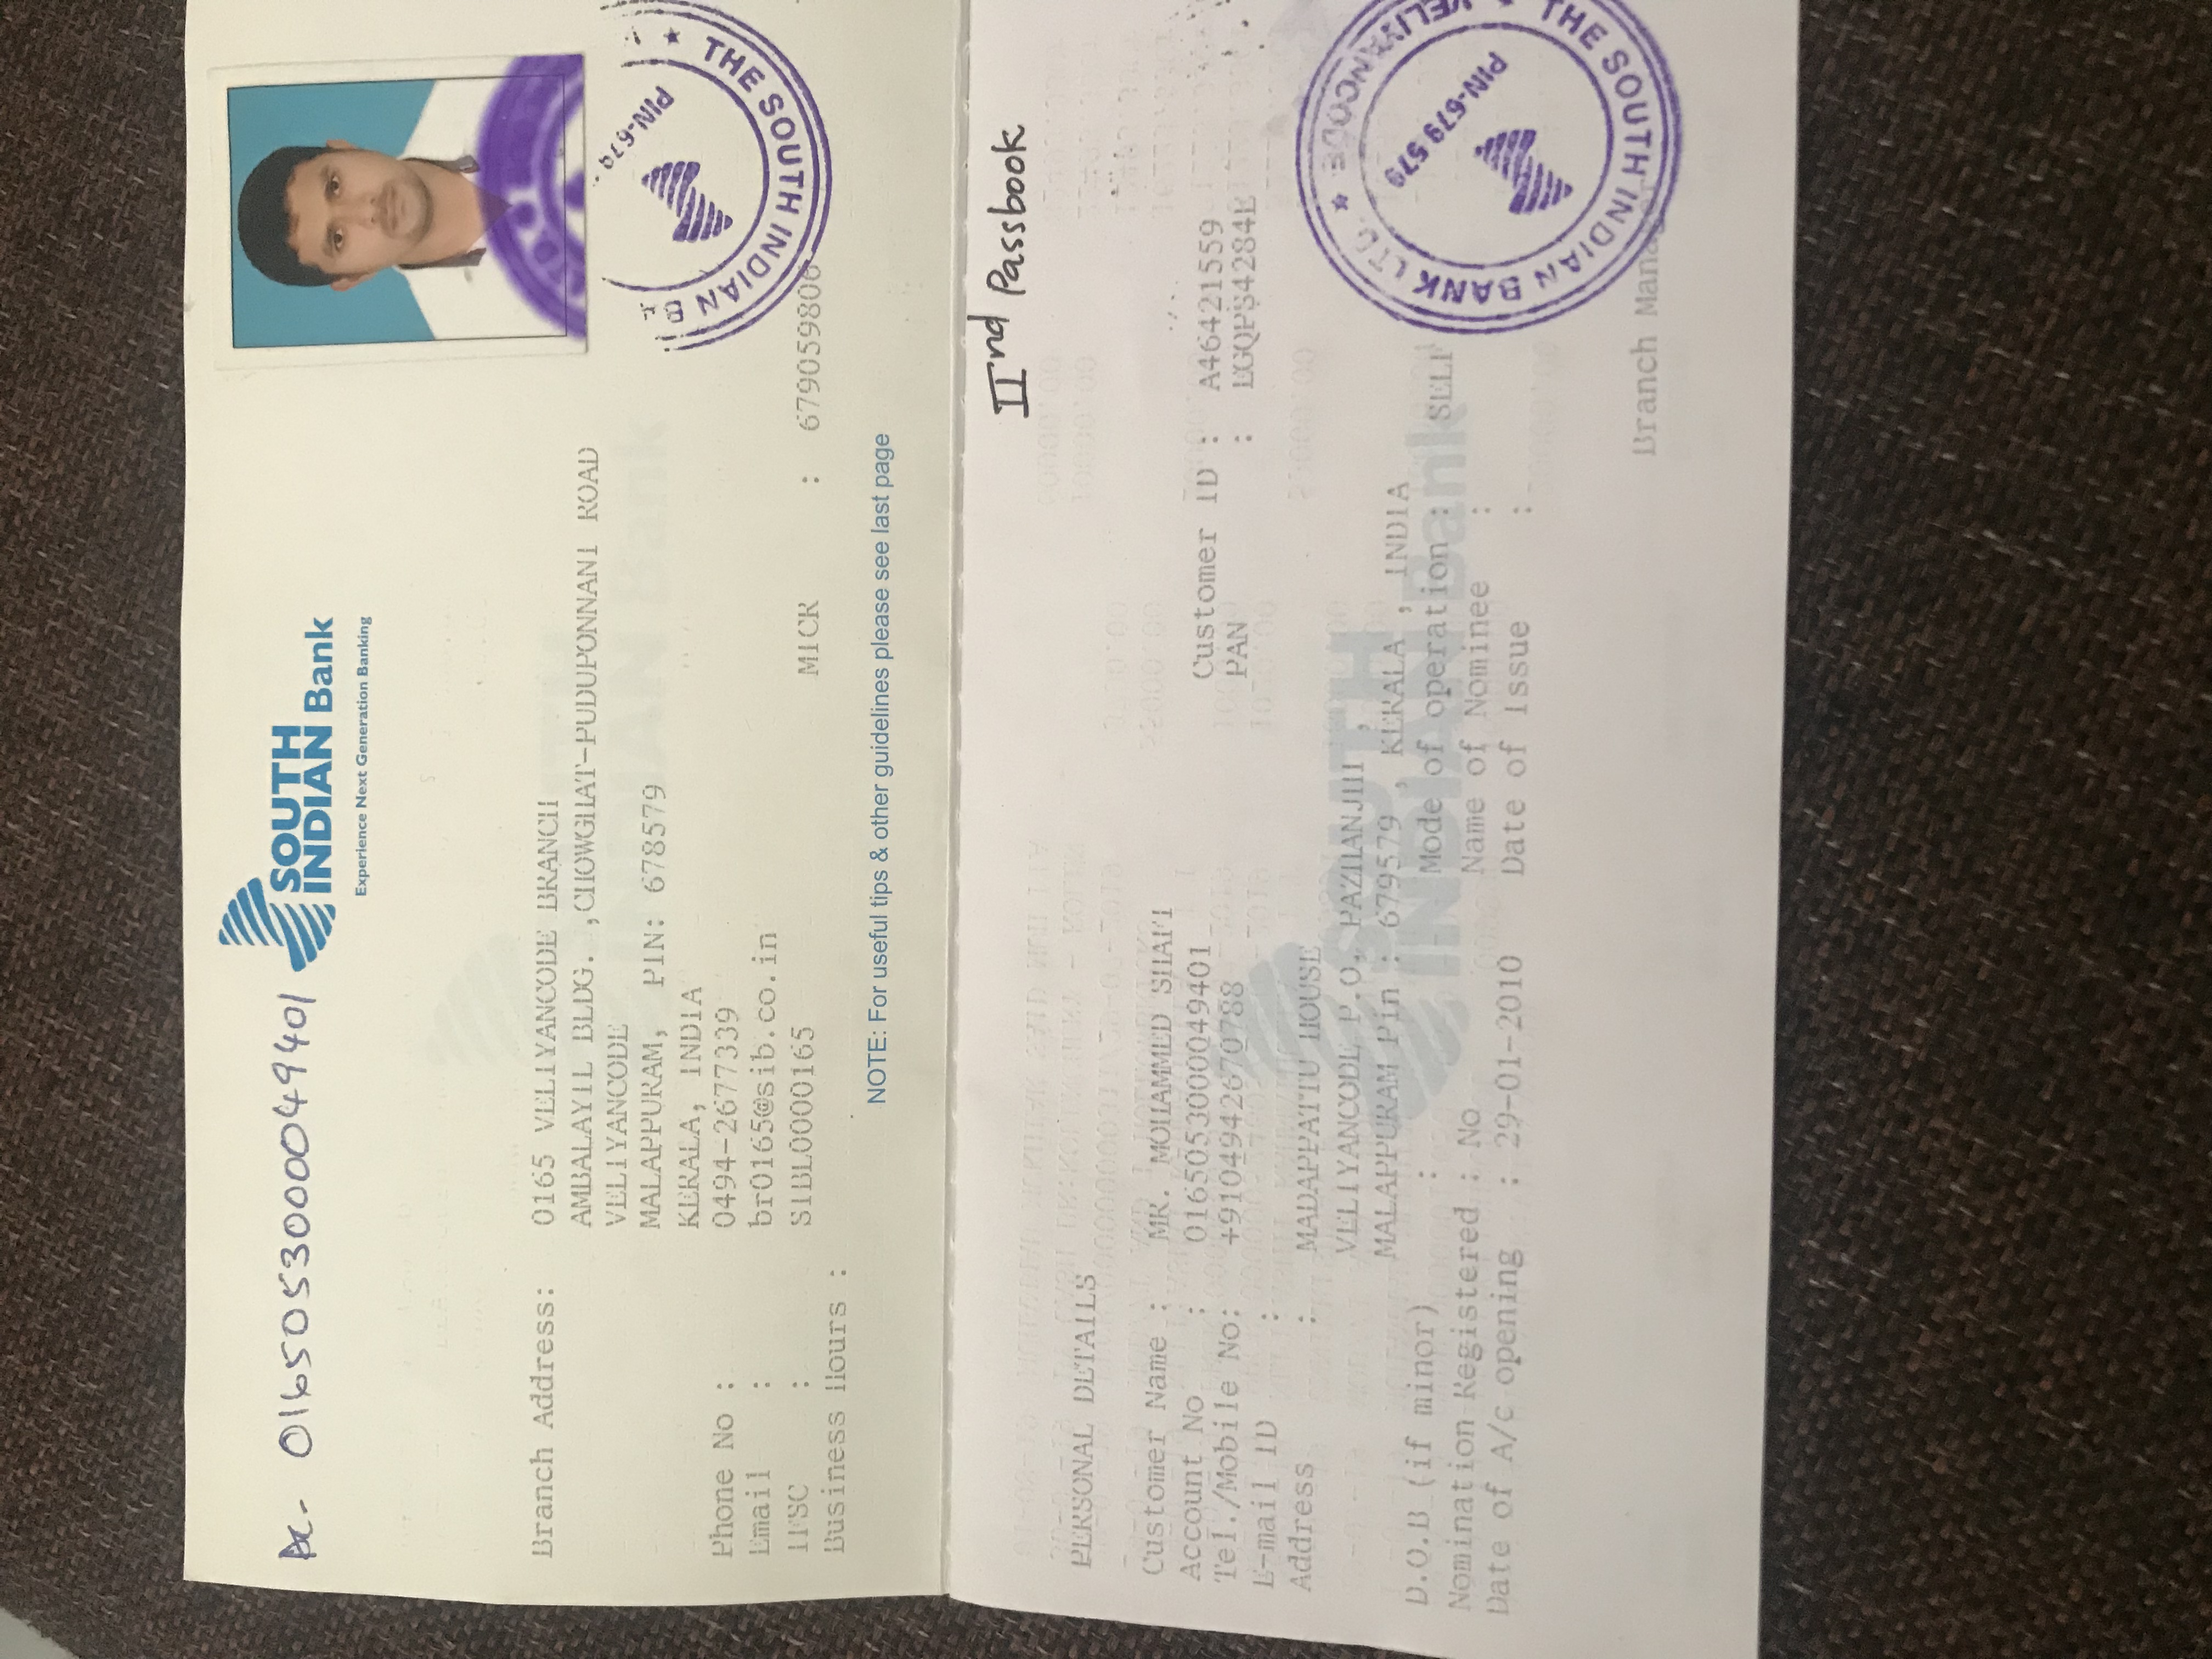 Ac- 0165053000049401
SOUTH
INDIAN Bank
Experience Next Generation Banking
Branch Address: 0165 VELIYANCODE BRANCH
AMBALAYIL BLDG. ,CHOWGHAT-PUDUPONNANI ROAD
VELIYANCODE
MALAPPURAM, PIN: 678579
KERALA, INDIA
Phone No : 0494-2677339
Email : br0165@sib.co.in
IFSC : SIBL0000165 MICR : 679059806
Business Hours :
NOTE: For useful tips & other guidelines please see last page
THE SOUTH INDIAN BA
PIN-679
IInd Passbook
PERSONAL DETAILS
Customer Name : MR. MOHAMMED SHAFI
Account No : 0165053000049401 Customer ID : A46421559
Tel./Mobile No: +9104942670788 PAN : EGQPS4284E
E-mail ID :
Address : MADAPPATTU HOUSE
VELIYANCODE P.O. PAZHANJHI ,
MALAPPURAM Pin : 679579 , KERALA , INDIA
D.O.B (if minor) : Mode of operation : SELF
Nomination Registered : No Name of Nominee :
Date of A/c opening : 29-01-2010 Date of Issue :
Branch Manager
THE SOUTH INDIAN BANK LTD. ★ VELIYANCODE
PIN-679 579
SOUTH
INDIAN Bank